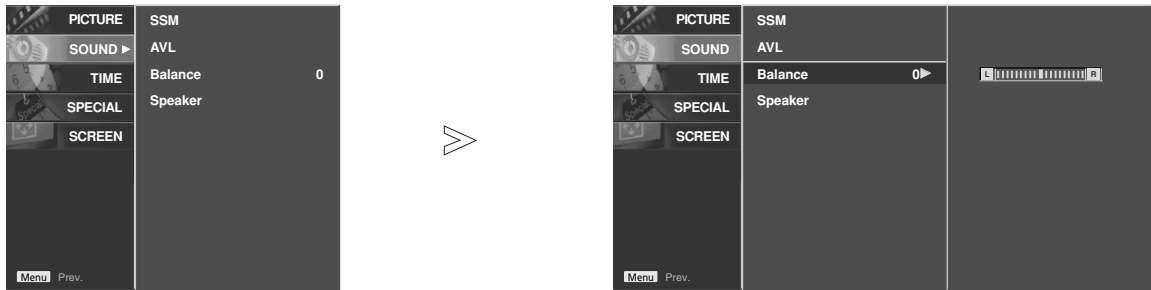 PICTURE
SOUND
TIME
SPECIAL
SCREEN
SSM
AVL
Balance 0
Speaker
Menu Prev.
PICTURE
SOUND
TIME
SPECIAL
SCREEN
SSM
AVL
Balance 0
Speaker
L R
Menu Prev.